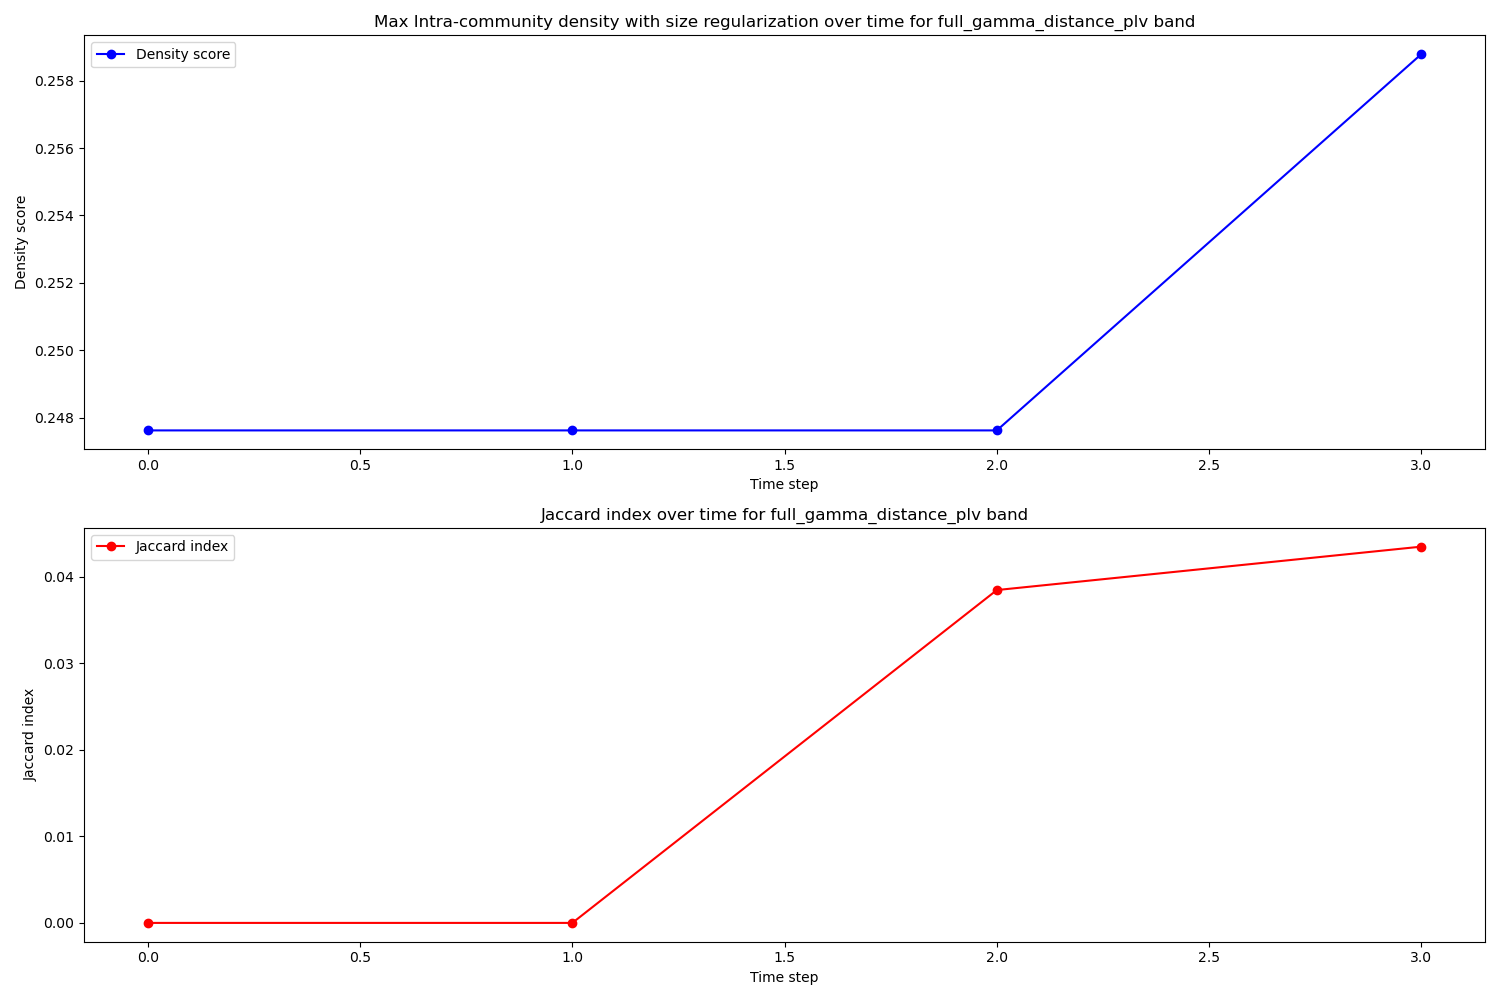 Max Intra-community density with size regularization over time for full_gamma_distance_plv band
Density score
0.258
0.256
0.254
0.252
0.250
0.248
Density score
0.0 0.5 1.0 1.5 2.0 2.5 3.0
Time step
Jaccard index over time for full_gamma_distance_plv band
Jaccard index
0.04
0.03
0.02
0.01
0.00
Jaccard index
0.0 0.5 1.0 1.5 2.0 2.5 3.0
Time step